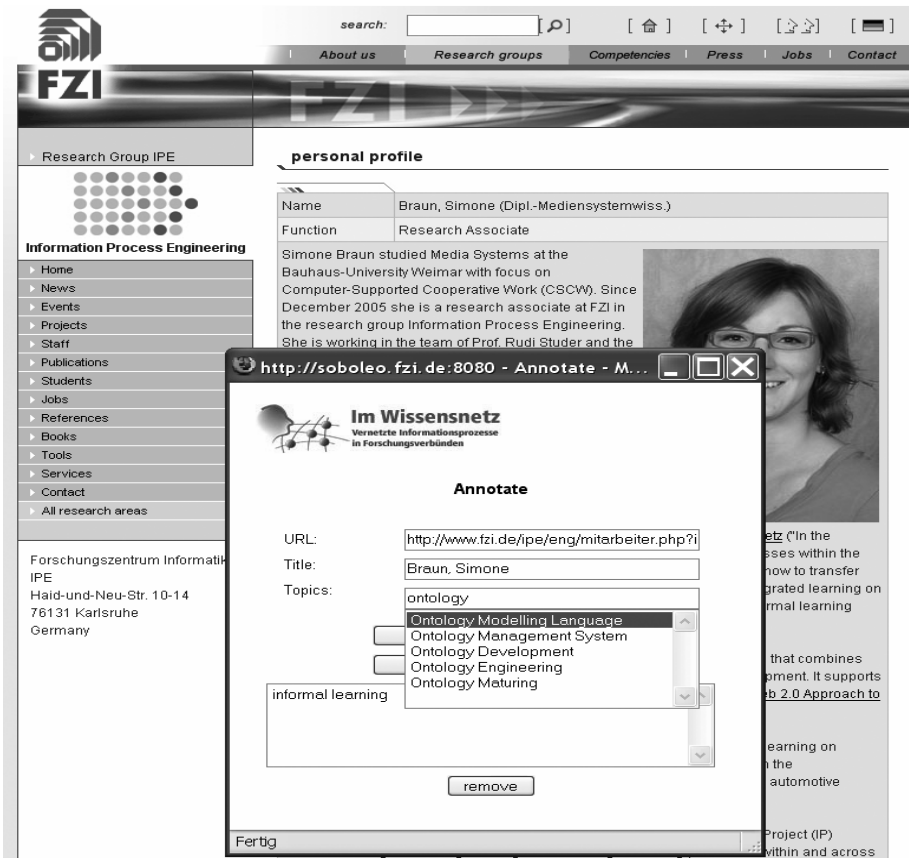 search:
About us
Research groups
Competencies
Press
Jobs
Contact
FZI
FZI
Research Group IPE
Information Process Engineering
Home
News
Events
Projects
Staff
Publications
Students
Jobs
References
Books
Tools
Services
Contact
All research areas
Forschungszentrum Informatik
IPE
Haid-und-Neu-Str. 10-14
76131 Karlsruhe
Germany
personal profile
Name Braun, Simone (Dipl.-Mediensystemwiss.)
Function Research Associate
Simone Braun studied Media Systems at the
Bauhaus-University Weimar with focus on
Computer-Supported Cooperative Work (CSCW). Since
December 2005 she is a research associate at FZI in
the research group Information Process Engineering.
She is working in the team of Prof. Rudi Studer and the
http://soboleo.fzi.de:8080 - Annotate - M...
Im Wissensnetz
Vernetzte Informationsprozesse
in Forschungsverbünden
Annotate
URL: http://www.fzi.de/ipe/eng/mitarbeiter.php?i
Title: Braun, Simone
Topics: ontology
Ontology Modelling Language
Ontology Management System
Ontology Development
Ontology Engineering
Ontology Maturing
informal learning
remove
Fertig
etz ("In the
sses within the
how to transfer
grated learning on
rmal learning
that combines
pment. It supports
eb 2.0 Approach to
earning on
the
automotive
Project (IP)
within and across